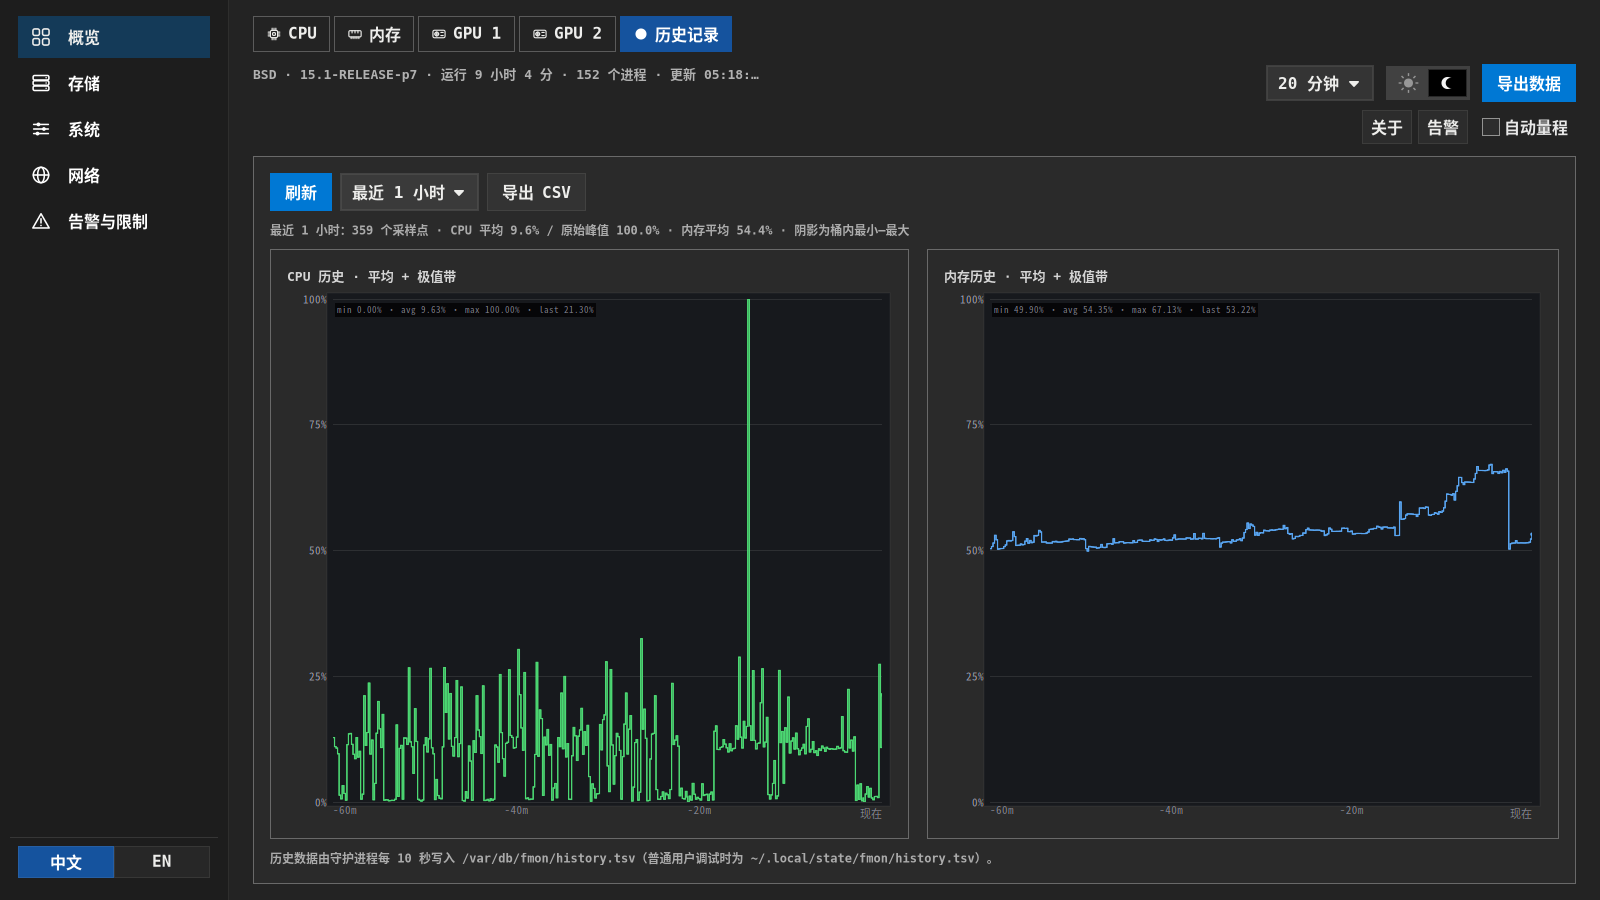 概览
存储
系统
网络
告警与限制
中文 EN
CPU 内存 GPU 1 GPU 2 历史记录
BSD · 15.1-RELEASE-p7 · 运行 9 小时 4 分 · 152 个进程 · 更新 05:18:…
20 分钟 导出数据
关于 告警 自动量程
刷新 最近 1 小时 导出 CSV
最近 1 小时: 359 个采样点 · CPU 平均 9.6% / 原始峰值 100.0% · 内存平均 54.4% · 阴影为桶内最小—最大
CPU 历史 · 平均 + 极值带
100%
min 0.00% · avg 9.63% · max 100.00% · last 21.30%
75%
50%
25%
0%
-60m -40m -20m 现在
内存历史 · 平均 + 极值带
100%
min 49.90% · avg 54.35% · max 67.13% · last 53.22%
75%
50%
25%
0%
-60m -40m -20m 现在
历史数据由守护进程每 10 秒写入 /var/db/fmon/history.tsv（普通用户调试时为 ~/.local/state/fmon/history.tsv）。